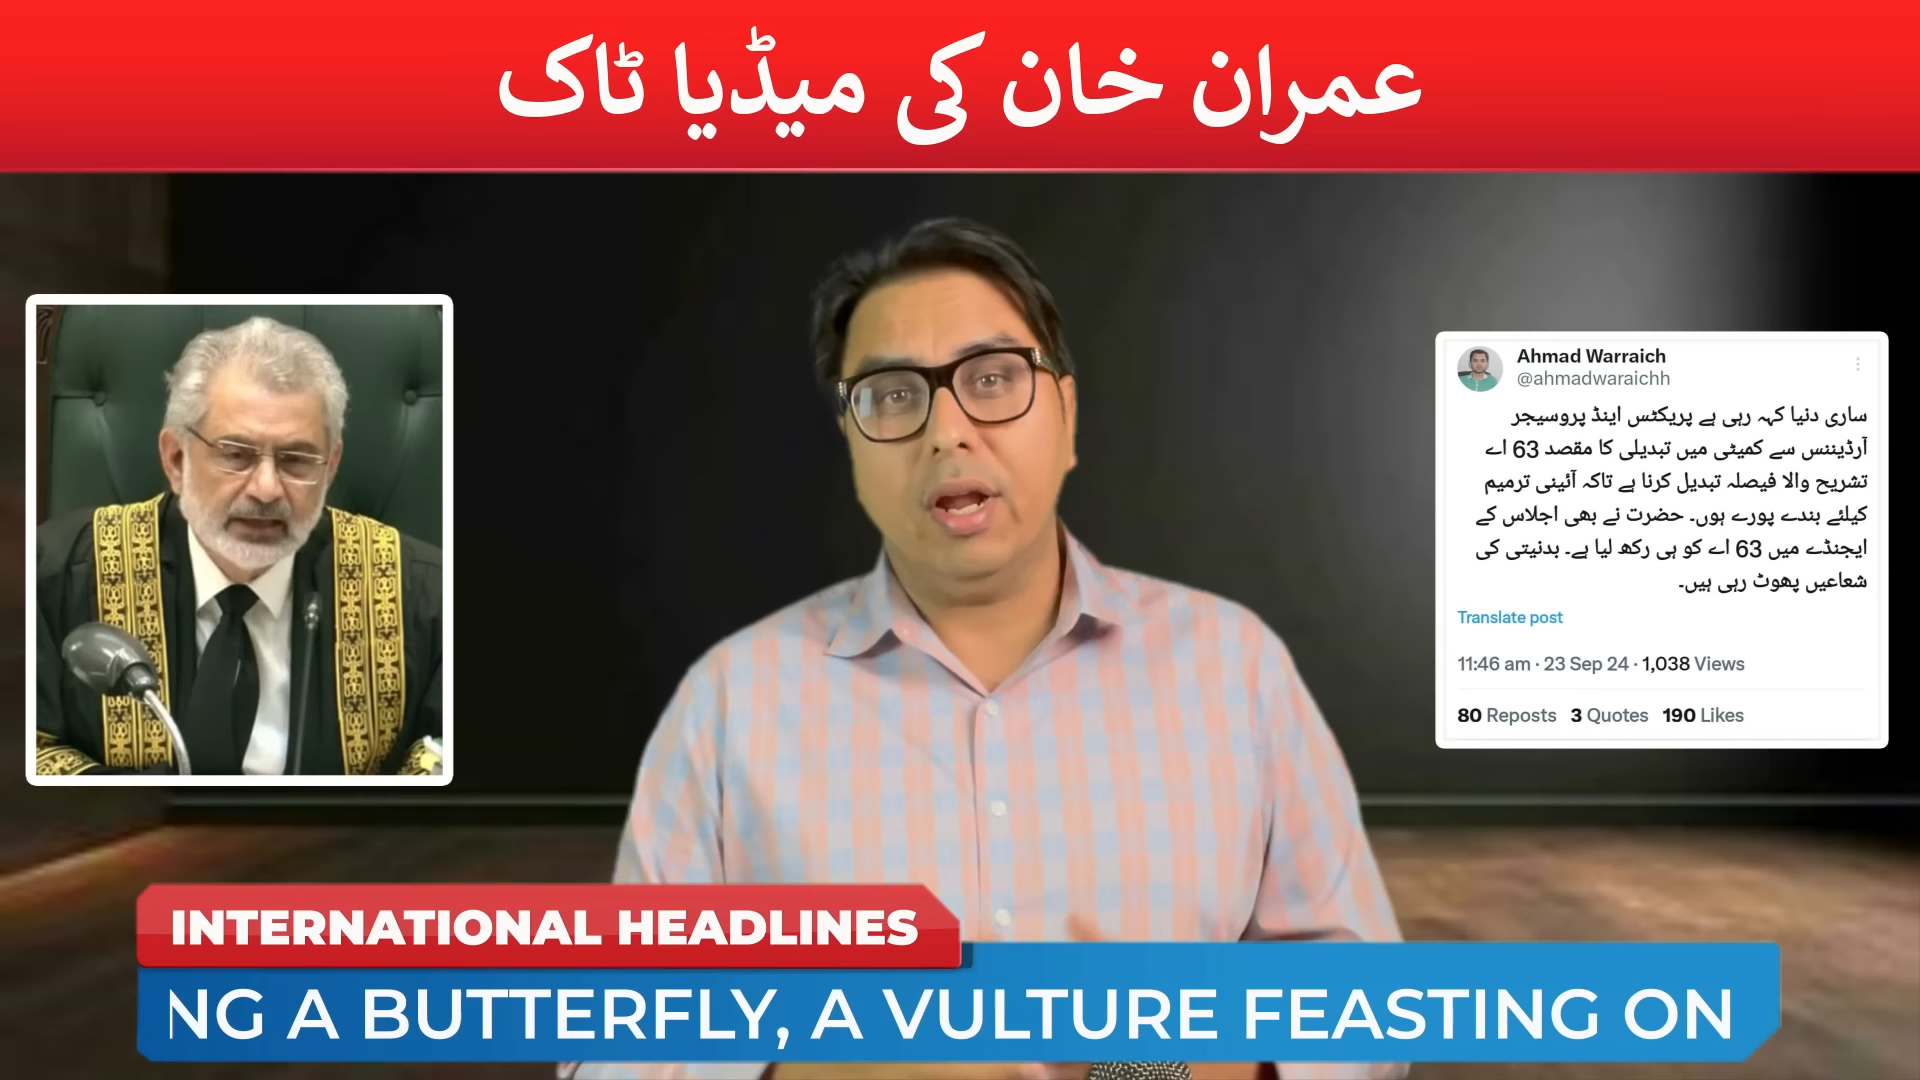 عمران خان کی میڈیا ٹاک
Ahmad Warraich
@ahmadwaraichh
ساری دنیا کہہ رہی ہے پریکٹس اینڈ پروسیجر
آرڈیننس سے کمیٹی میں تبدیلی کا مقصد 63 اے
تشریح والا فیصلہ تبدیل کرنا ہے تاکہ آئینی ترمیم
کیلئے بندے پورے ہوں۔ حضرت نے بھی اجلاس کے
ایجنڈے میں 63 اے کو ہی رکھ لیا ہے۔ بدنیتی کی
شعاعیں پھوٹ رہی ہیں۔
Translate post
11:46 am · 23 Sep 24 · 1,038 Views
80 Reposts 3 Quotes 190 Likes
INTERNATIONAL HEADLINES
NG A BUTTERFLY, A VULTURE FEASTING ON